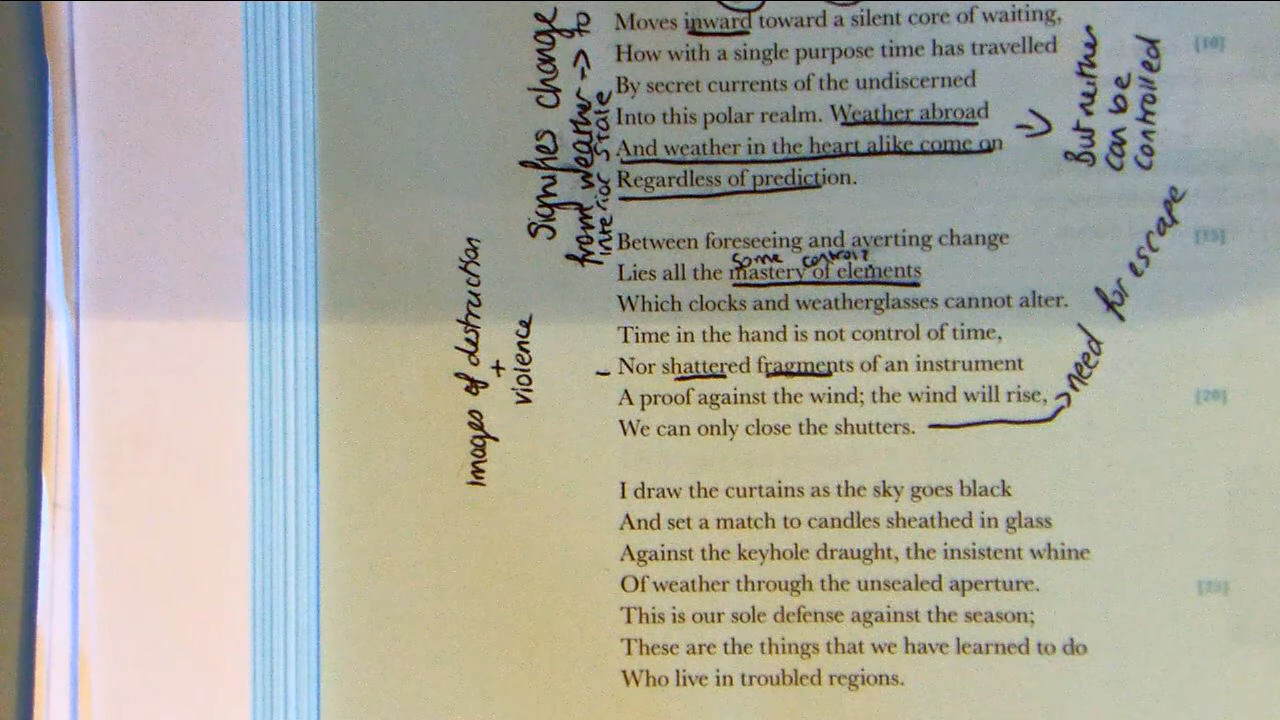 Moves inward toward a silent core of waiting,
How with a single purpose time has travelled
[10]
By secret currents of the undiscerned
Into this polar realm. Weather abroad
And weather in the heart alike come on
Regardless of prediction.
Signifies change
from weather -> to
interior state
But neither
can be
controlled
Between foreseeing and averting change
[15]
some control?
Lies all the mastery of elements
Which clocks and weatherglasses cannot alter.
Time in the hand is not control of time,
Nor shattered fragments of an instrument
A proof against the wind; the wind will rise,
[20]
We can only close the shutters.
need for escape
Images of destruction
+
violence
I draw the curtains as the sky goes black
And set a match to candles sheathed in glass
Against the keyhole draught, the insistent whine
Of weather through the unsealed aperture.
[25]
This is our sole defense against the season;
These are the things that we have learned to do
Who live in troubled regions.